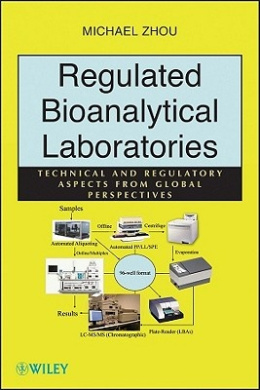 MICHAEL ZHOU
Regulated
Bioanalytical
Laboratories
TECHNICAL AND REGULATORY
ASPECTS FROM GLOBAL
PERSPECTIVES
Samples
Offline
Centrifuge
Automated Aliquoting
Automated PP/LL/SPE
Online/Multiplex
Evaporation
96-well format
Results
LC-MS/MS (Chromatographic)
Plate-Reader (LBAs)
WILEY